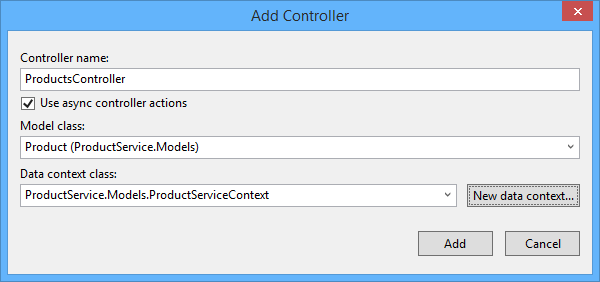 Add Controller
Controller name:
ProductsController
Use async controller actions
Model class:
Product (ProductService.Models)
Data context class:
ProductService.Models.ProductServiceContext
New data context...
Add
Cancel